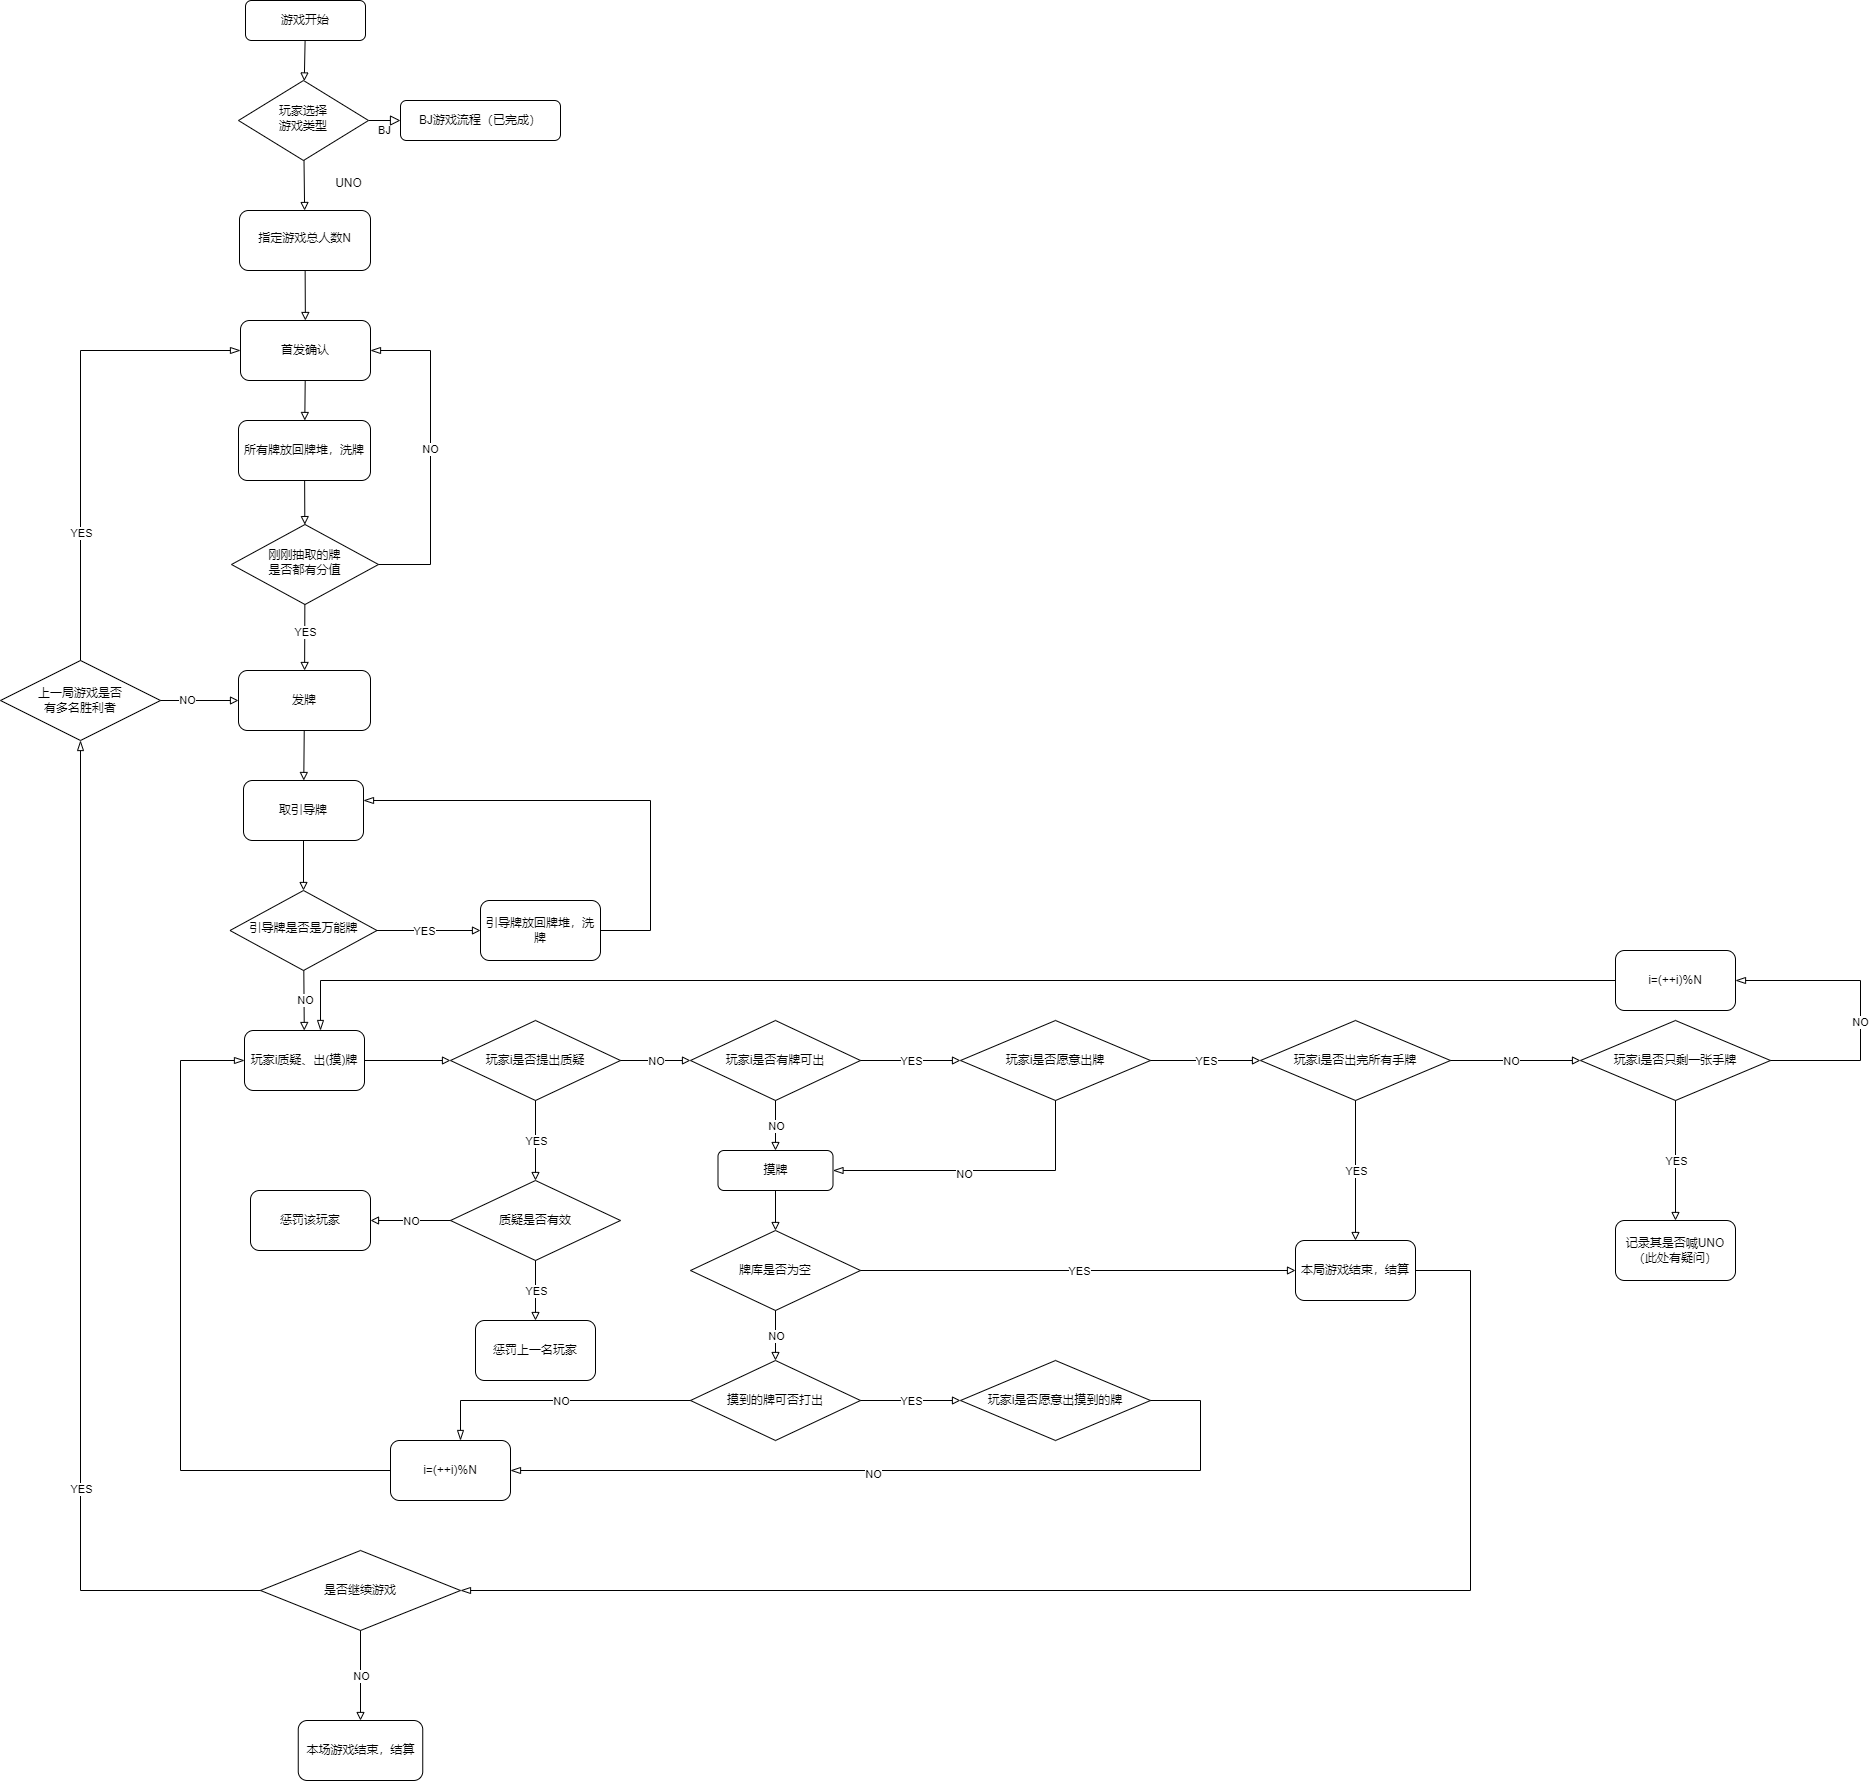 游戏开始
玩家选择
游戏类型
BJ
BJ游戏流程（已完成）
UNO
指定游戏总人数N
首发确认
所有牌放回牌堆，洗牌
NO
YES
刚刚抽取的牌
是否都有分值
YES
上一局游戏是否
有多名胜利者
NO
发牌
取引导牌
引导牌是否是万能牌
YES
引导牌放回牌堆，洗
牌
NO
i=(++i)%N
NO
玩家i质疑、出(摸)牌
玩家i是否提出质疑
NO
玩家i是否有牌可出
YES
玩家i是否愿意出牌
YES
玩家i是否出完所有手牌
NO
玩家i是否只剩一张手牌
YES
NO
摸牌
NO
YES
YES
惩罚该玩家
NO
质疑是否有效
牌库是否为空
YES
本局游戏结束，结算
记录其是否喊UNO
（此处有疑问）
YES
惩罚上一名玩家
NO
摸到的牌可否打出
YES
玩家i是否愿意出摸到的牌
NO
i=(++i)%N
NO
YES
是否继续游戏
NO
本场游戏结束，结算